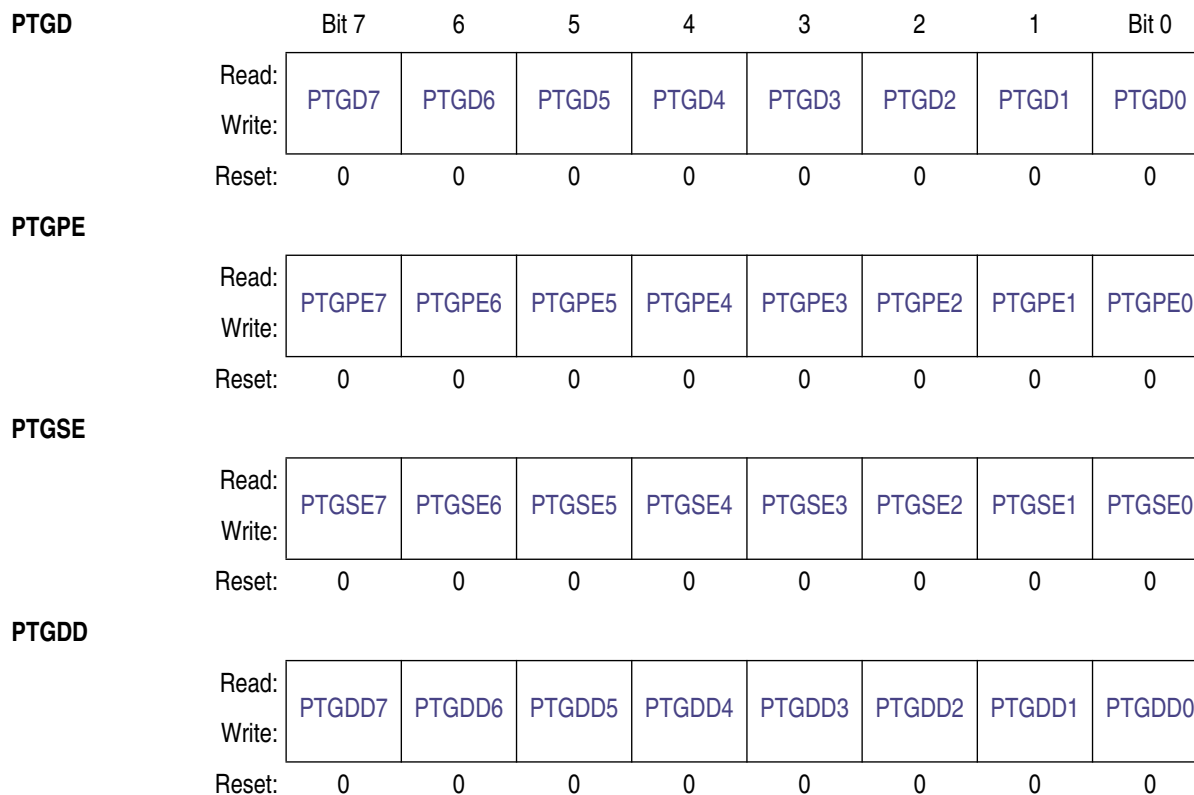 PTGD Bit 7 6 5 4 3 2 1 Bit 0
Read:
PTGD7 PTGD6 PTGD5 PTGD4 PTGD3 PTGD2 PTGD1 PTGD0
Write:
Reset: 0 0 0 0 0 0 0 0
PTGPE
Read:
PTGPE7 PTGPE6 PTGPE5 PTGPE4 PTGPE3 PTGPE2 PTGPE1 PTGPE0
Write:
Reset: 0 0 0 0 0 0 0 0
PTGSE
Read:
PTGSE7 PTGSE6 PTGSE5 PTGSE4 PTGSE3 PTGSE2 PTGSE1 PTGSE0
Write:
Reset: 0 0 0 0 0 0 0 0
PTGDD
Read:
PTGDD7 PTGDD6 PTGDD5 PTGDD4 PTGDD3 PTGDD2 PTGDD1 PTGDD0
Write:
Reset: 0 0 0 0 0 0 0 0